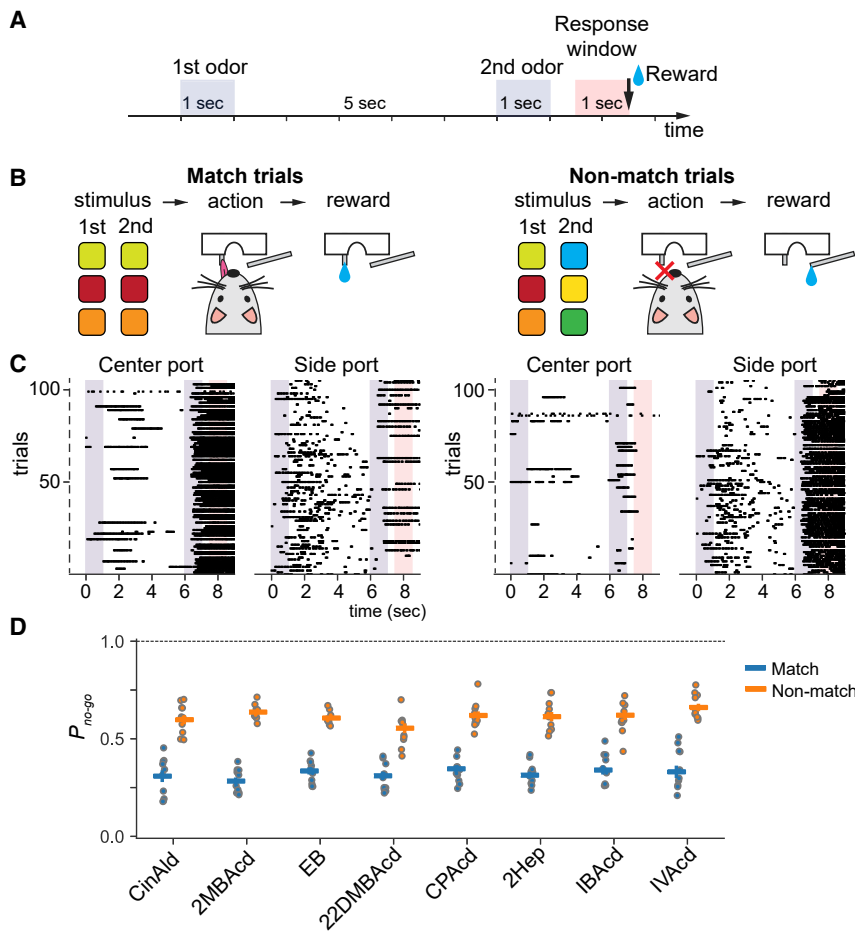 A
1st odor
1 sec
5 sec
2nd odor
1 sec
Response
window
1 sec
Reward
time
B
Match trials
stimulus → action → reward
1st 2nd
Non-match trials
stimulus → action → reward
1st 2nd
C
Center port
Side port
Center port
Side port
trials
100
50
trials
100
50
0 2 4 6 8
0 2 4 6 8
0 2 4 6 8
0 2 4 6 8
time (sec)
D
P no-go
1.0
0.5
0.0
Match
Non-match
CinAld
2MBAcd
EB
22DMBAcd
CPAcd
2Hep
IBAcd
IVAcd